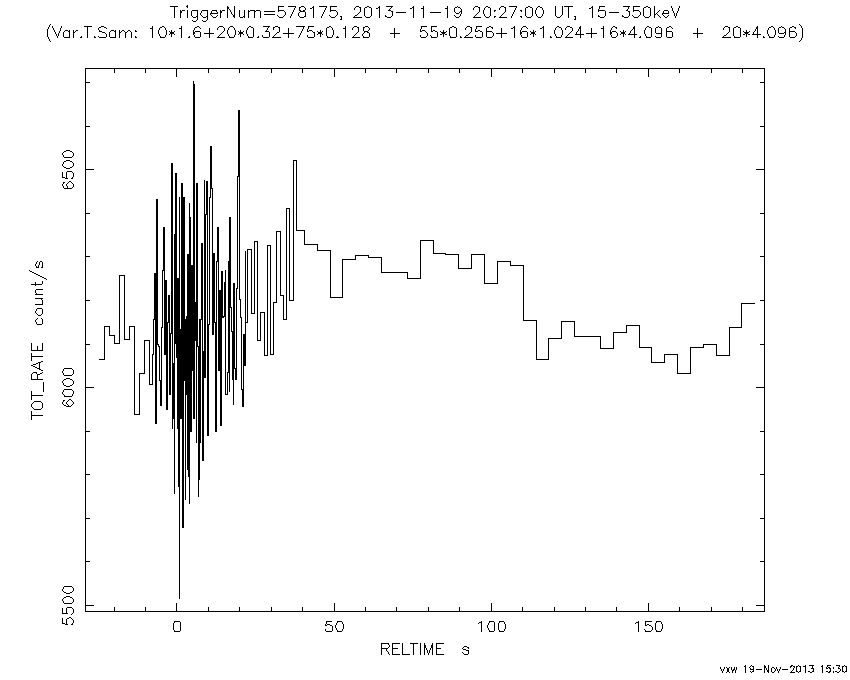 TriggerNum=578175, 2013-11-19 20:27:00 UT, 15-350keV
(Var.T.Sam: 10*1.6+20*0.32+75*0.128 + 55*0.256+16*1.024+16*4.096 + 20*4.096)
TOT_RATE count/s
6500
6000
5500
0 50 100 150
RELTIME s
vxw 19-Nov-2013 15:30